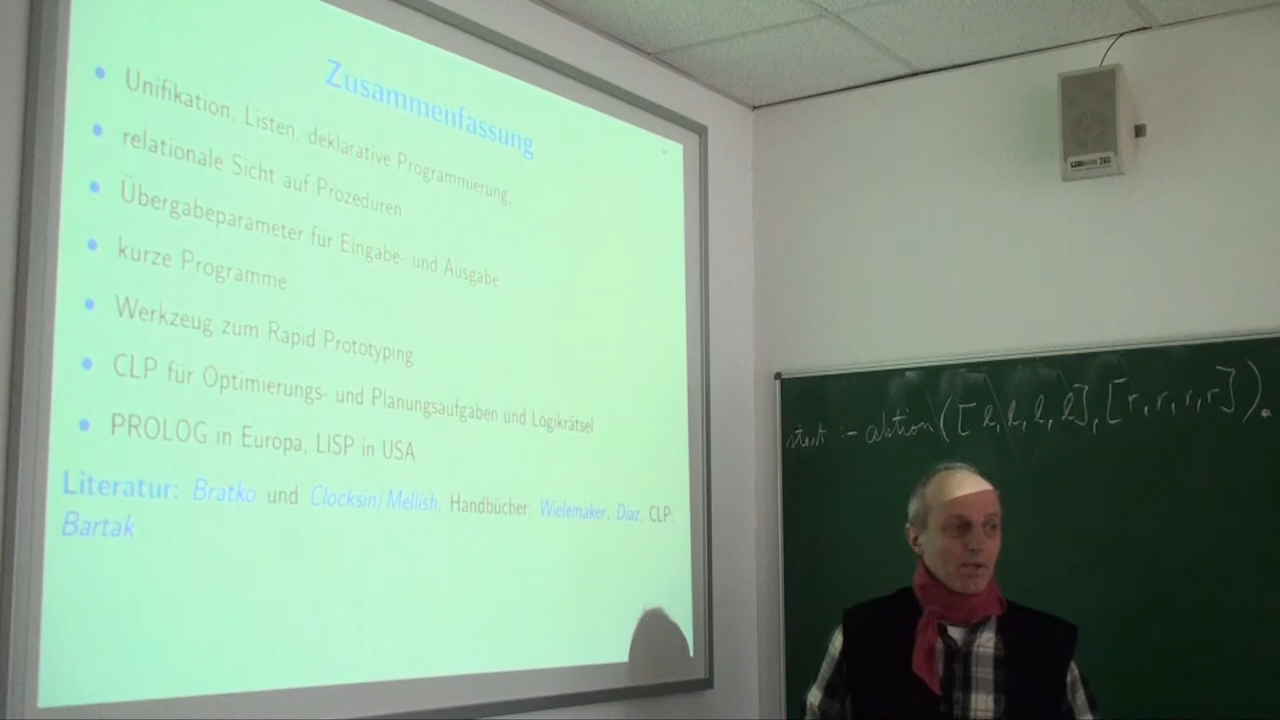 Zusammenfassung
• Unifikation, Listen, deklarative Programmierung,
• relationale Sicht auf Prozeduren
• Übergabeparameter für Eingabe- und Ausgabe
• kurze Programme
• Werkzeug zum Rapid Prototyping
• CLP für Optimierungs- und Planungsaufgaben und Logikrätsel
• PROLOG in Europa, LISP in USA
Literatur: Bratko und Clocksin/Mellish, Handbücher: Wielemaker, Diaz, CLP:
Bartak
start :- aktion([l,l,l,l],[r,r,r,r]).